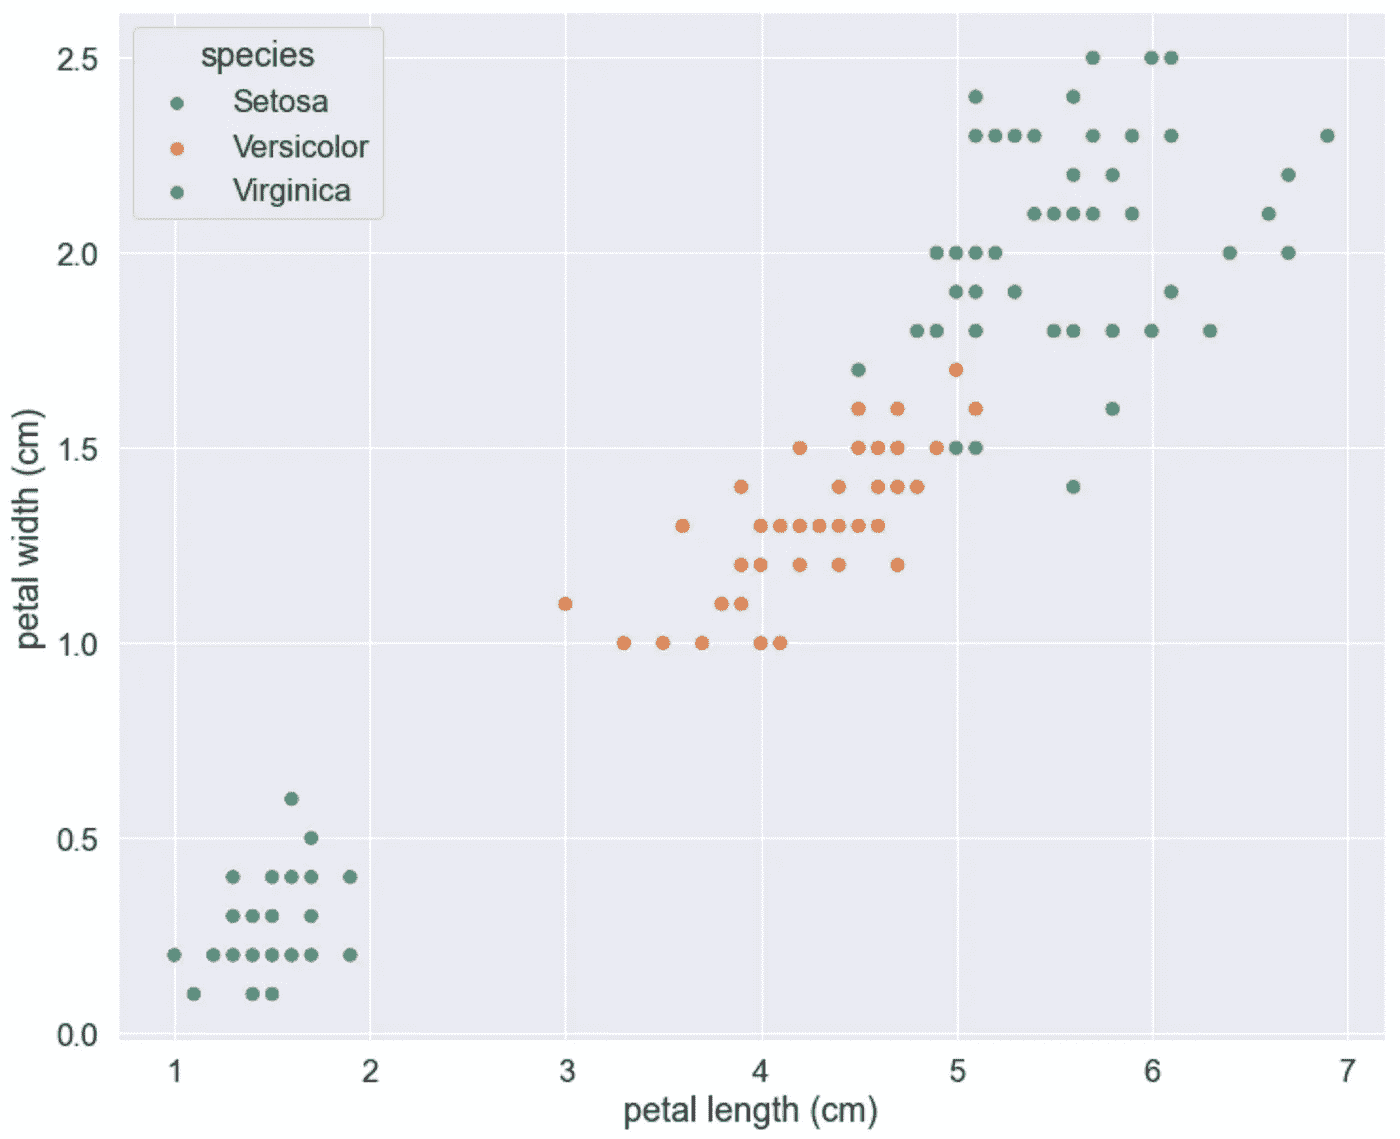 species
Setosa
Versicolor
Virginica
2.5
2.0
1.5
1.0
0.5
0.0
petal width (cm)
1 2 3 4 5 6 7
petal length (cm)